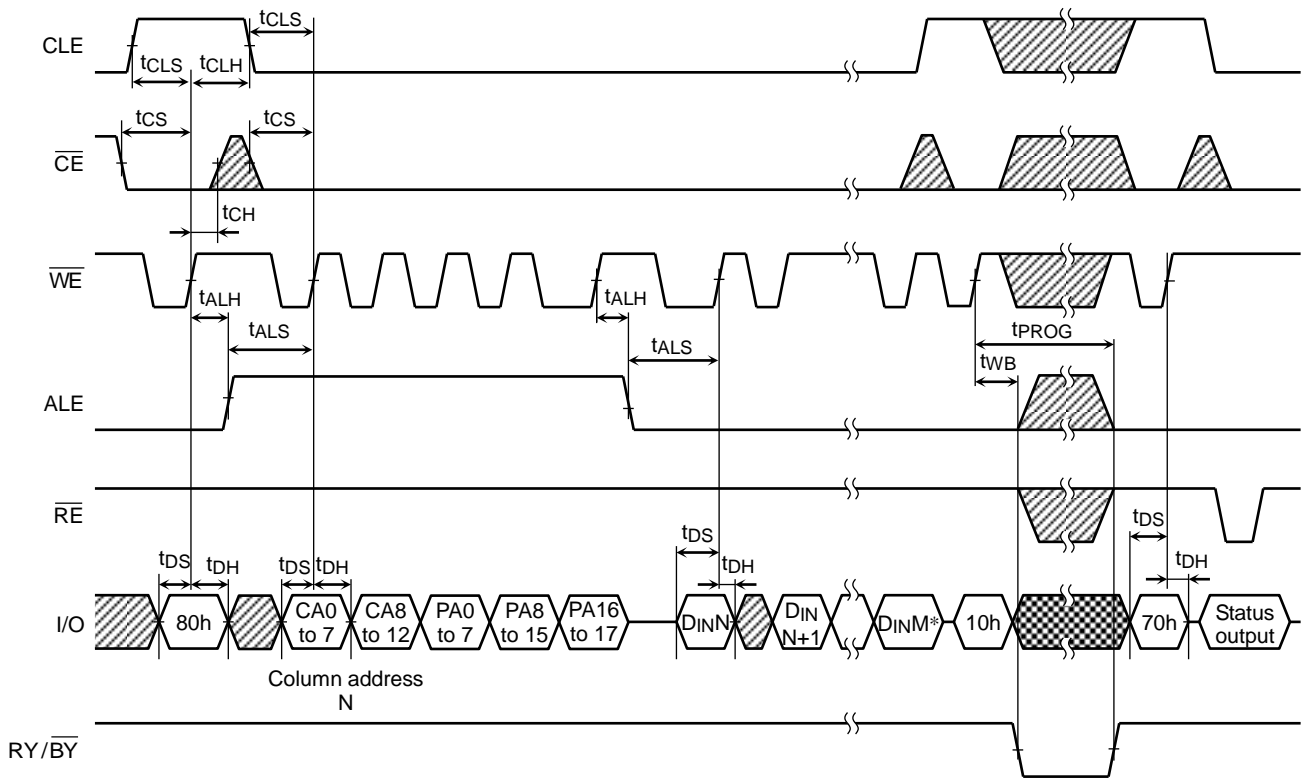 CLE
tCLS
tCLS
tCLH
CE
tCS
tCS
tCH
WE
tALH
tALS
tALH
tALS
tPROG
tWB
ALE
RE
tDS
tDH
tDS
tDH
tDS
tDH
tDS
tDH
I/O
80h
CA0
to 7
CA8
to 12
PA0
to 7
PA8
to 15
PA16
to 17
DINN
DIN
N+1
DINM*
10h
70h
Status
output
Column address
N
RY/BY